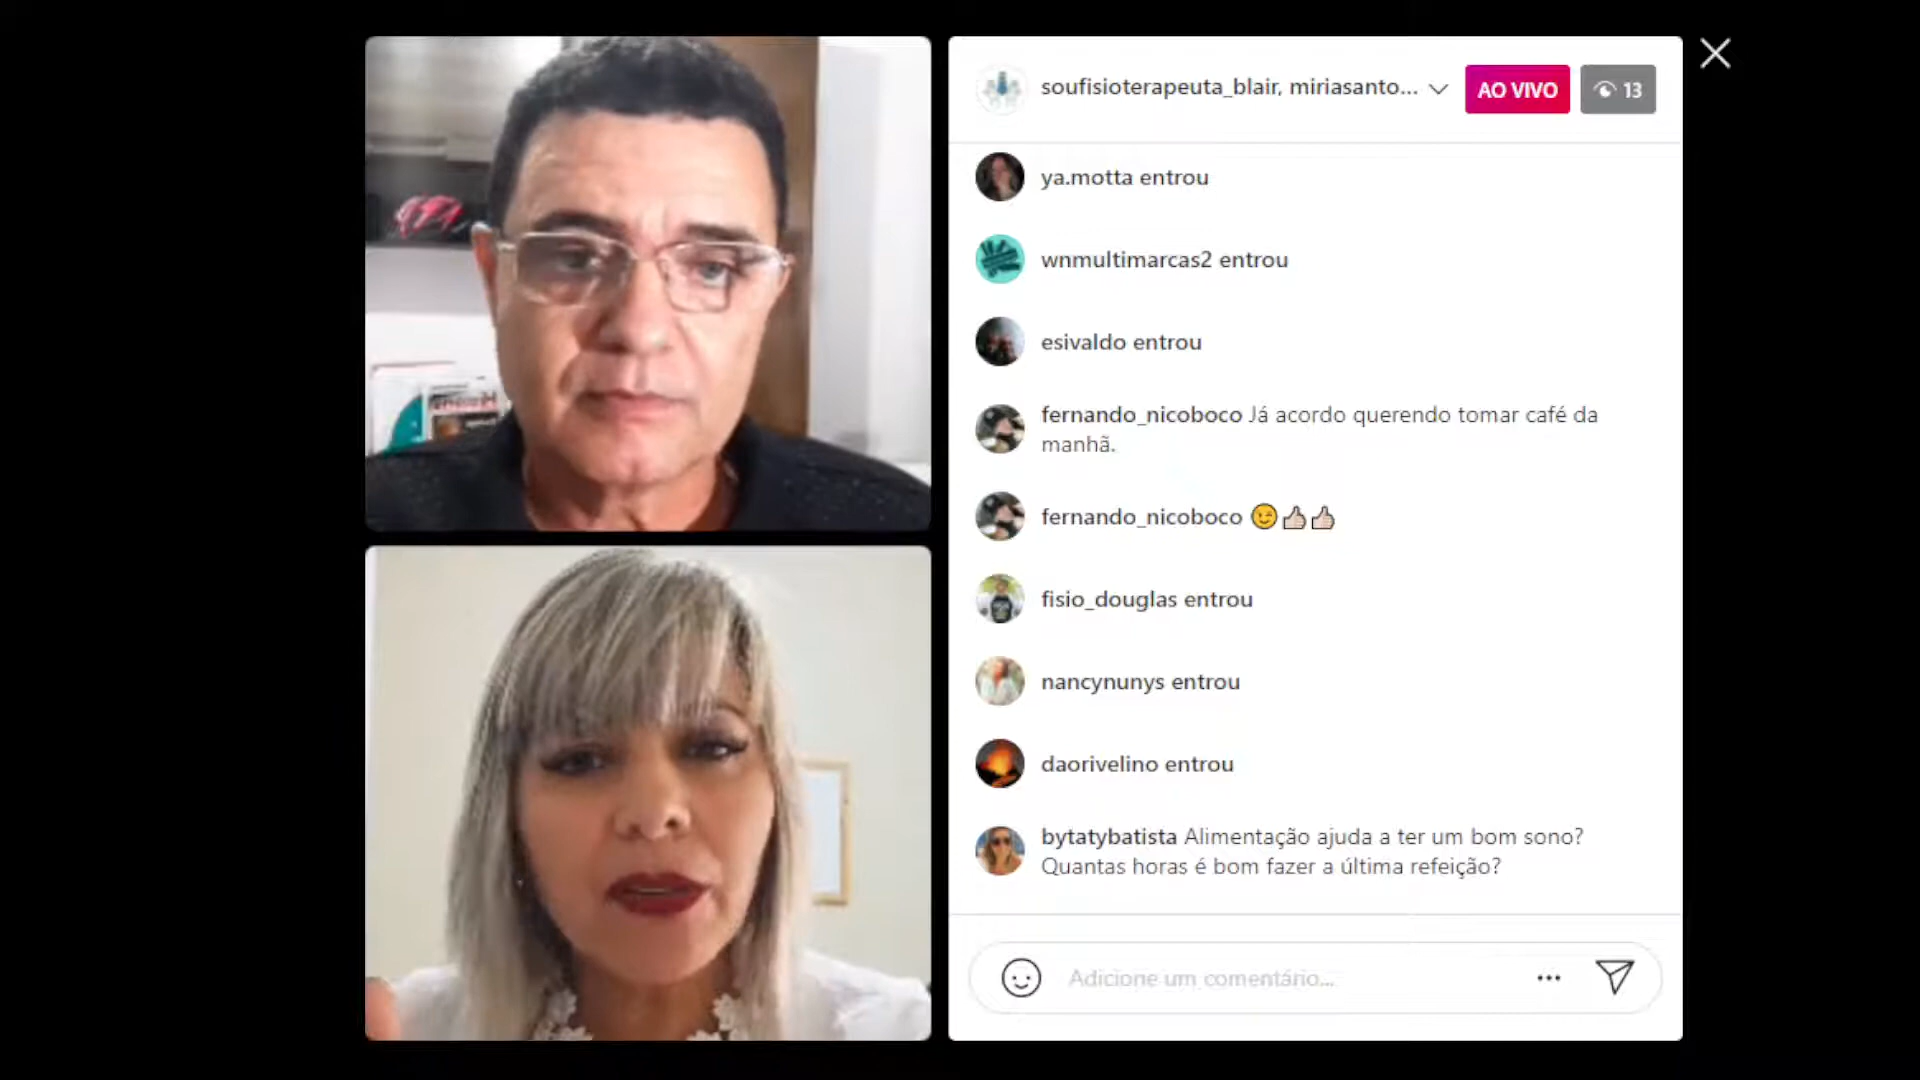 soufisioterapeuta_blair, miriasanto...
AO VIVO
13
ya.motta entrou
wnmultimarcas2 entrou
esivaldo entrou
fernando_nicoboco Já acordo querendo tomar café da
manhã.
fernando_nicoboco 😉👍🏻👍🏻
fisio_douglas entrou
nancynunys entrou
daorivelino entrou
bytatybatista Alimentação ajuda a ter um bom sono?
Quantas horas é bom fazer a última refeição?
Adicione um comentário...